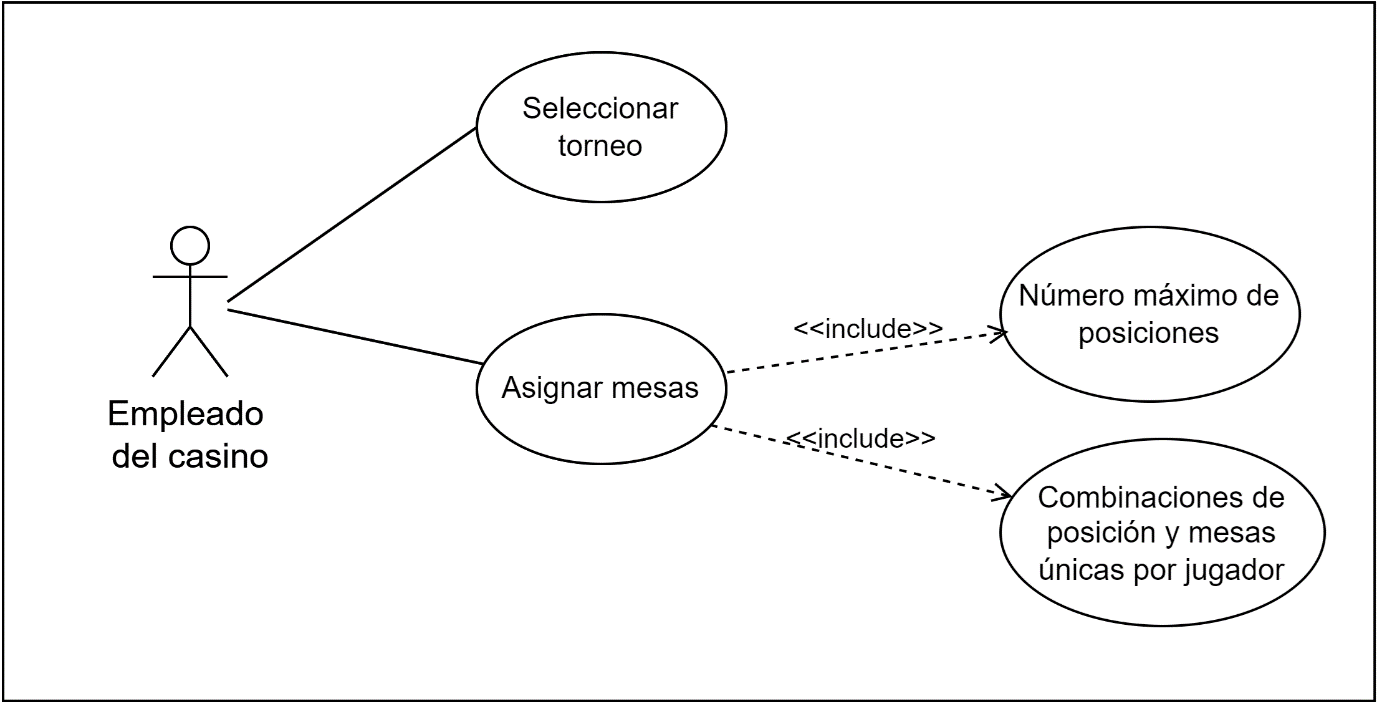 Seleccionar
torneo
Número máximo de
posiciones
<<include>>
Asignar mesas
Empleado
del casino
<<include>>
Combinaciones de
posición y mesas
únicas por jugador